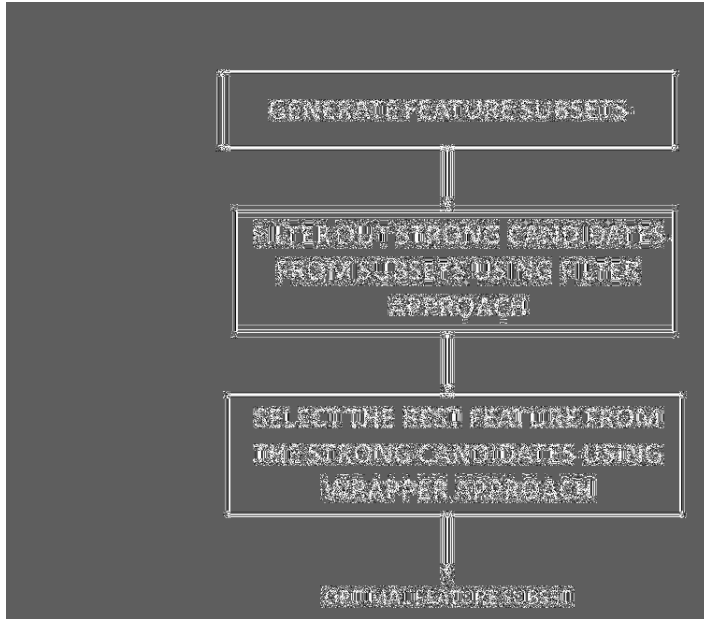 GENERATE FEATURE SUBSETS
FILTER OUT STRONG CANDIDATES
FROM SUBSETS USING FILTER
APPROACH
SELECT THE BEST FEATURE FROM
THE STRONG CANDIDATES USING
WRAPPER APPROACH
OPTIMAL FEATURE SUBSET